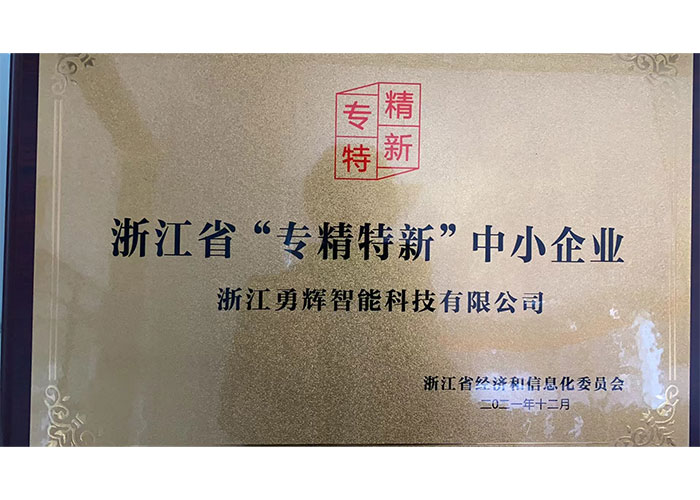 专精
特新
浙江省“专精特新”中小企业
浙江勇辉智能科技有限公司
浙江省经济和信息化委员会
二〇二一年十二月